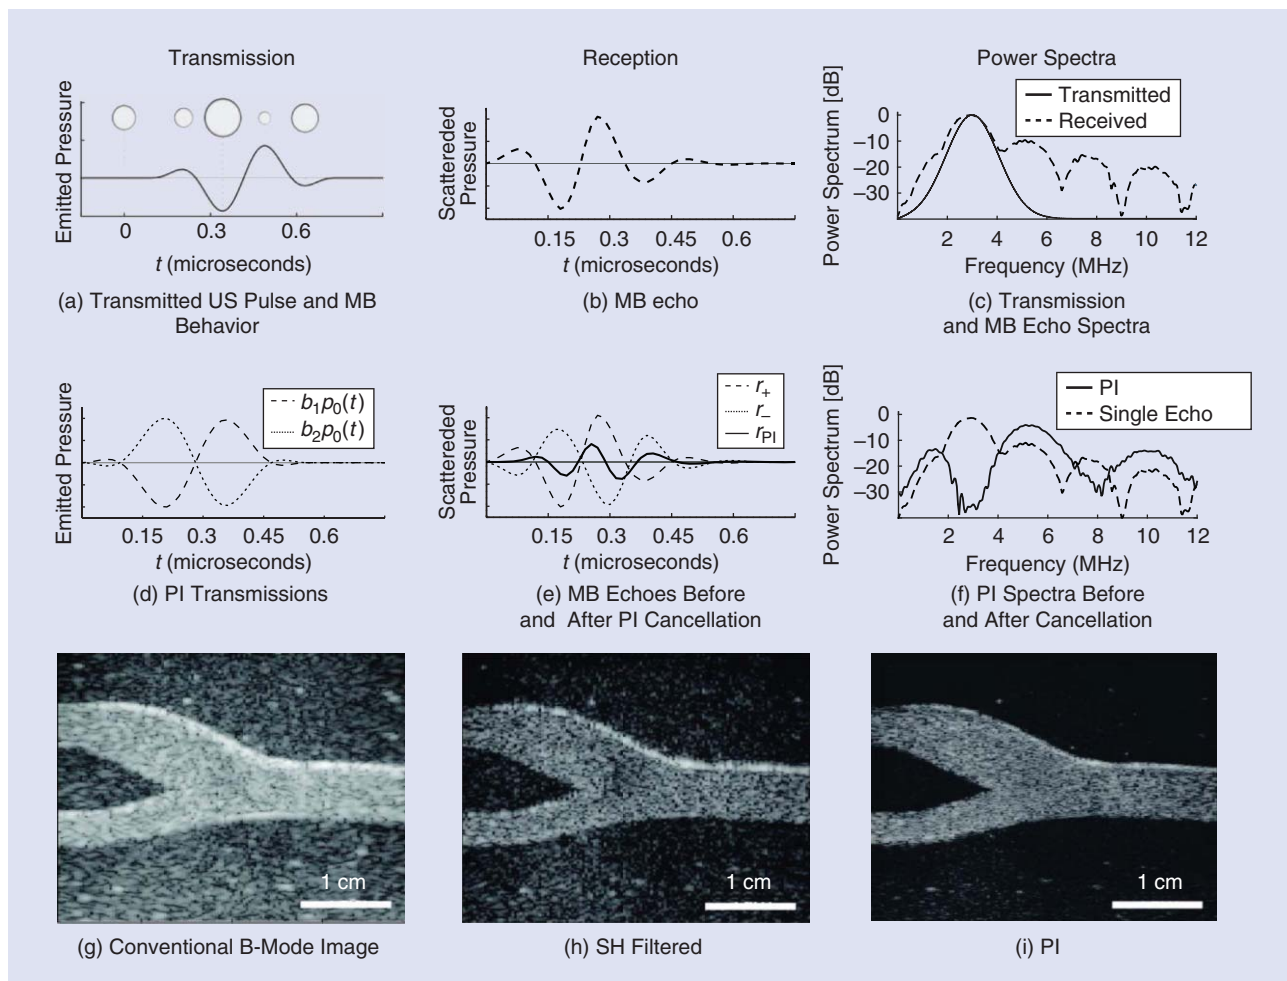 Transmission
Emitted Pressure
0 0.3 0.6
t (microseconds)
(a) Transmitted US Pulse and MB
Behavior
Reception
Scattereded
Pressure
0.15 0.3 0.45 0.6
t (microseconds)
(b) MB echo
Power Spectra
Power Spectrum [dB]
Transmitted
Received
0
−10
−20
−30
2 4 6 8 10 12
Frequency (MHz)
(c) Transmission
and MB Echo Spectra
Emitted Pressure
b1p0(t)
b2p0(t)
0.15 0.3 0.45 0.6
t (microseconds)
(d) PI Transmissions
Scattereded
Pressure
r+
r−
rPI
0.15 0.3 0.45 0.6
t (microseconds)
(e) MB Echoes Before
and After PI Cancellation
Power Spectrum [dB]
PI
Single Echo
0
−10
−20
−30
2 4 6 8 10 12
Frequency (MHz)
(f) PI Spectra Before
and After Cancellation
1 cm
(g) Conventional B-Mode Image
1 cm
(h) SH Filtered
1 cm
(i) PI